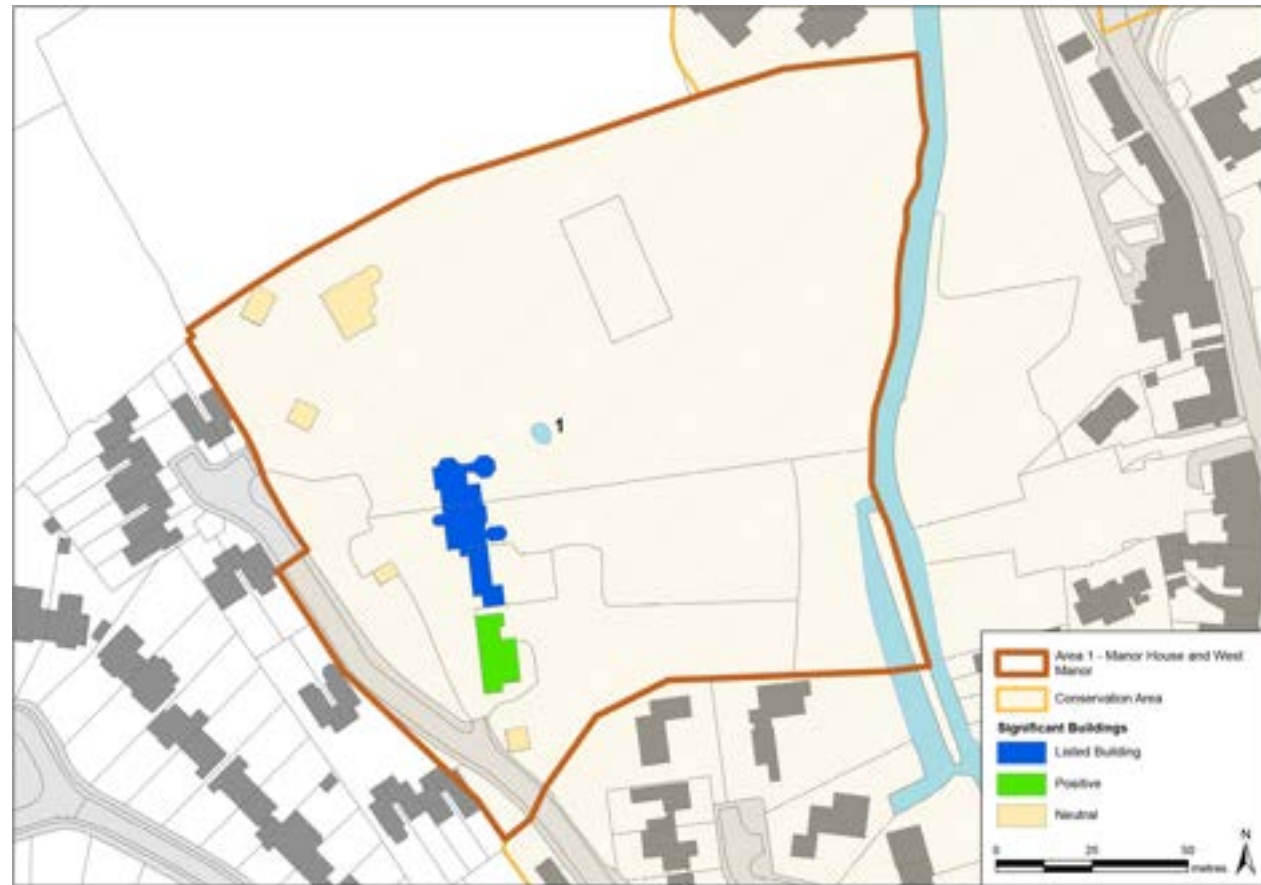 1
Area 1 - Manor House and West
Manor
Conservation Area
Significant Buildings
Listed Building
Positive
Neutral
N
0 25 50
metres